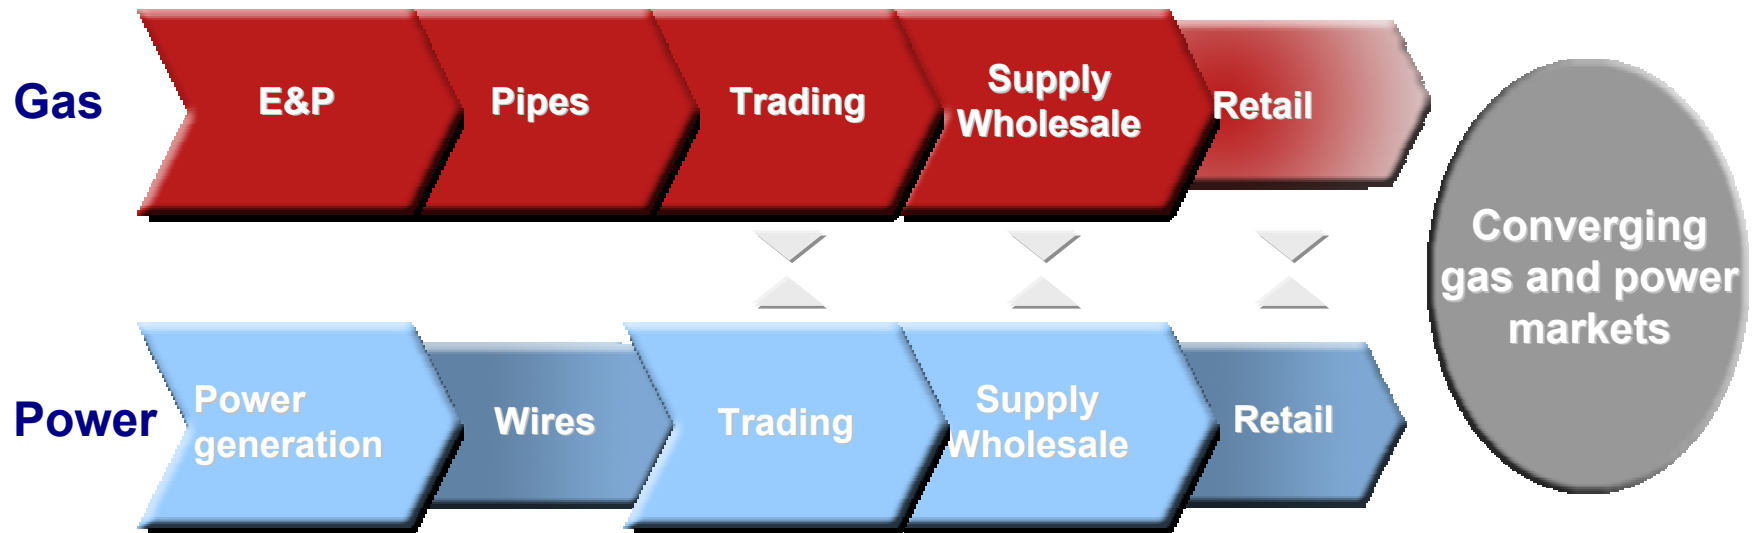 Gas
E&P
Pipes
Trading
Supply
Wholesale
Retail
Converging
gas and power
markets
Power
Power
generation
Wires
Trading
Supply
Wholesale
Retail